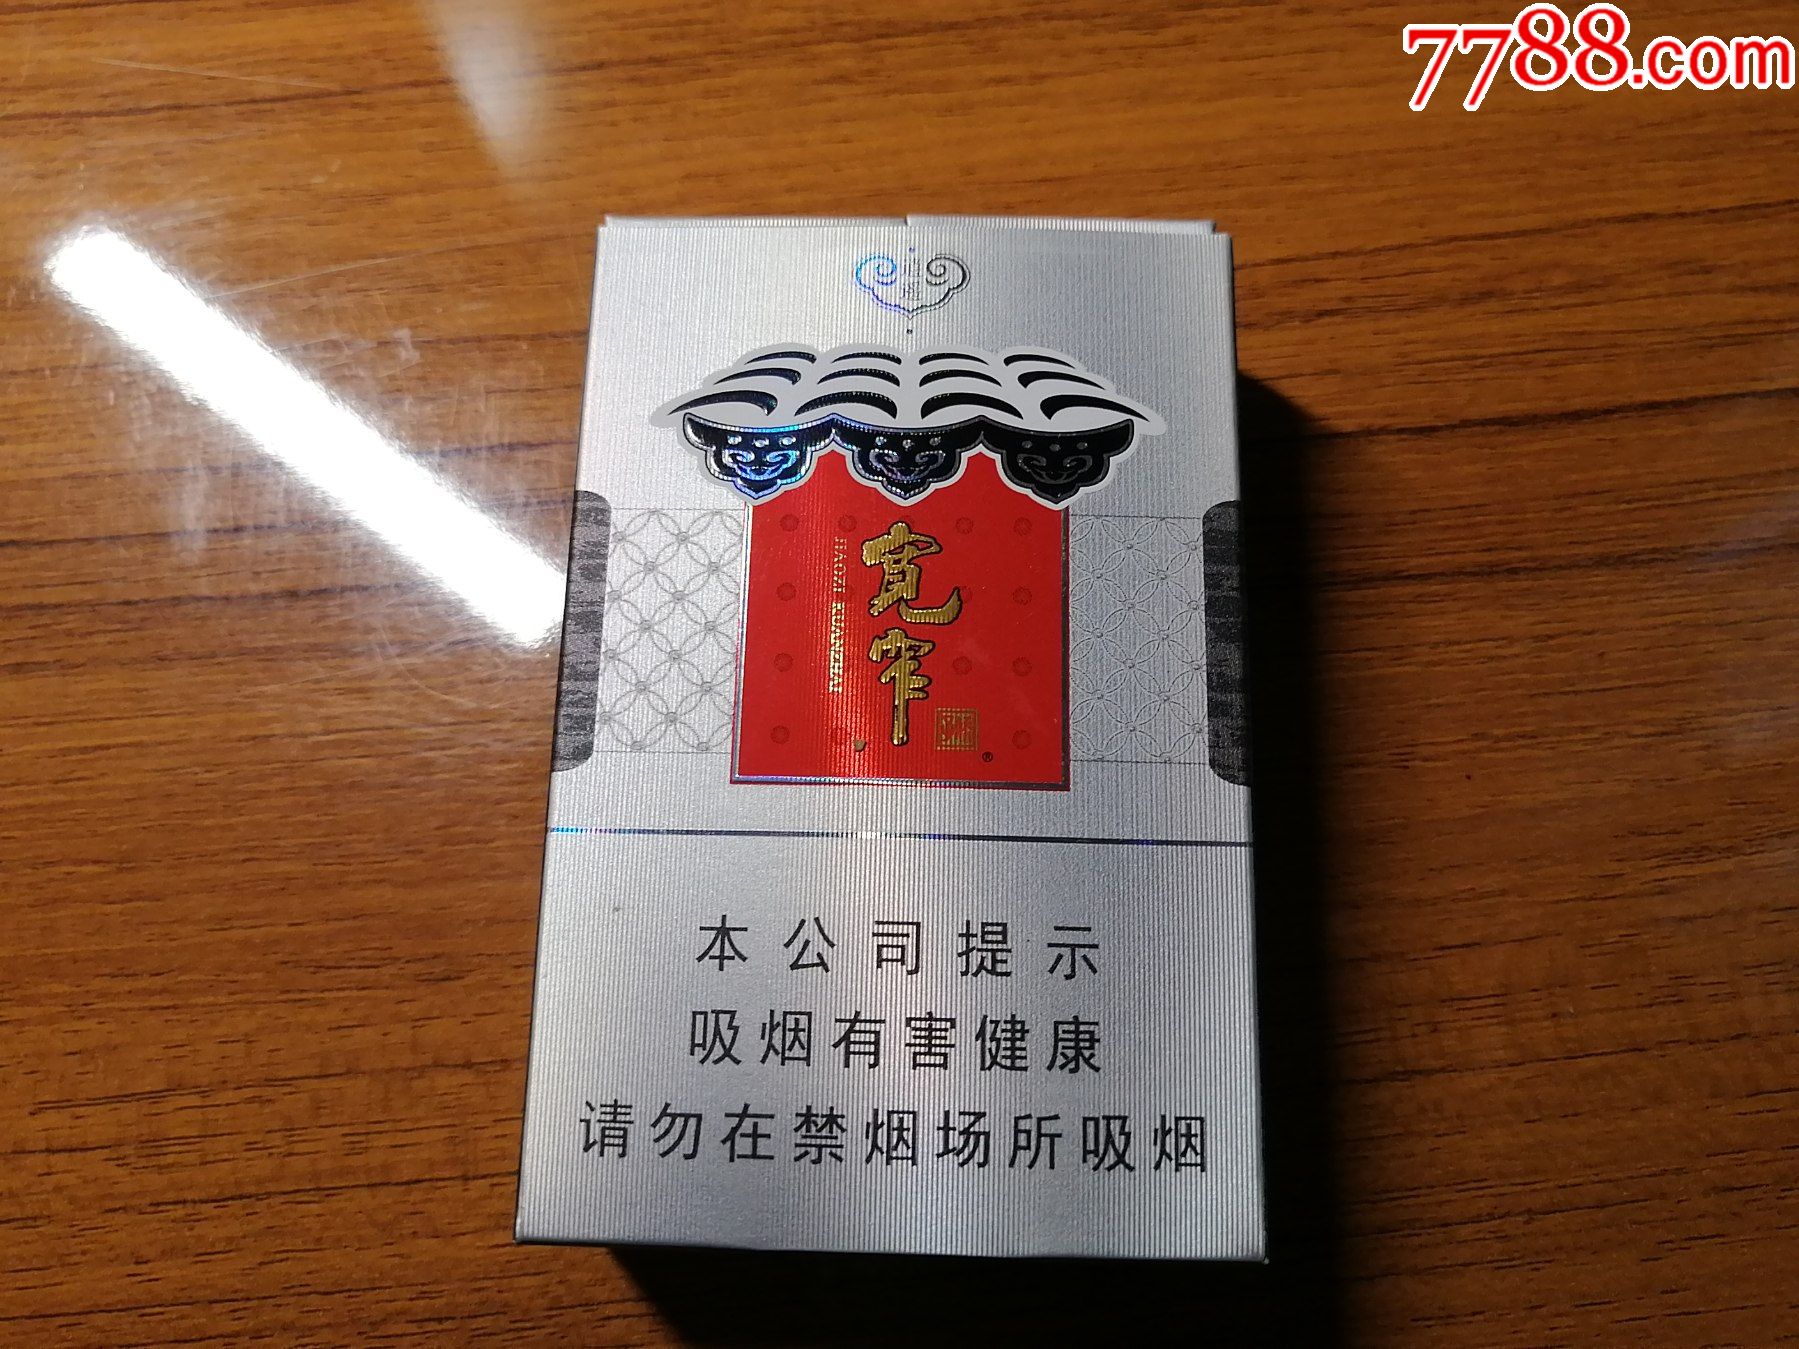 7788.com
宽窄
JIAOZI KUANZHAI
®
本公司提示
吸烟有害健康
请勿在禁烟场所吸烟